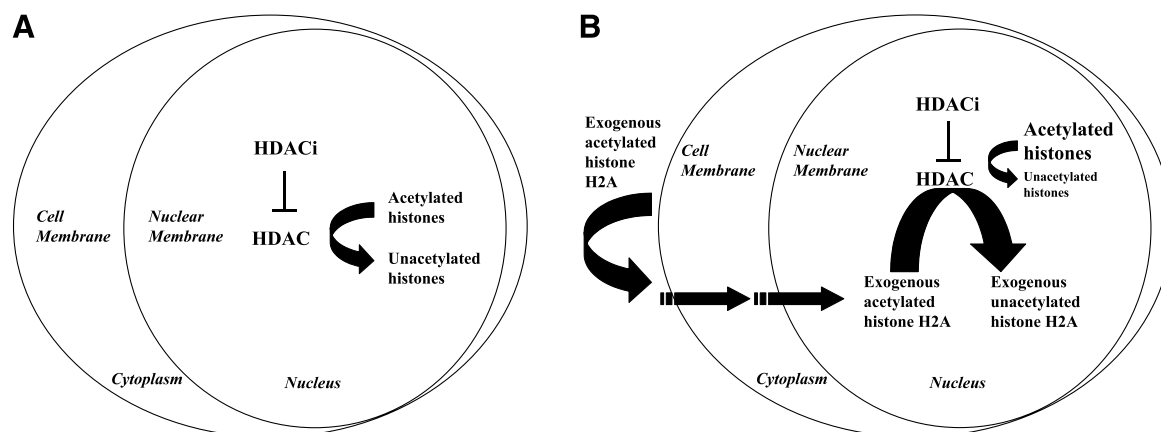 A
HDACi
HDAC
Acetylated
histones
Unacetylated
histones
Cell
Membrane
Nuclear
Membrane
Cytoplasm
Nucleus
B
Exogenous
acetylated
histone
H2A
Cell
Membrane
Nuclear
Membrane
HDACi
HDAC
Acetylated
histones
Unacetylated
histones
Exogenous
acetylated
histone H2A
Exogenous
unacetylated
histone H2A
Cytoplasm
Nucleus